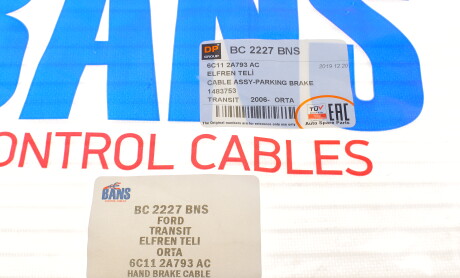 BANS
CONTROL CABLES
DP
GROUP
BC 2227 BNS
6C11 2A793 AC
ELFREN TELİ
CABLE ASSY-PARKING BRAKE
1483753
TRANSIT 2006- ORTA
2019.12.20
TÜV
EAC
Auto Spare Parts
BANS
BC 2227 BNS
FORD
TRANSIT
ELFREN TELİ
ORTA
6C11 2A793 AC
HAND BRAKE CABLE